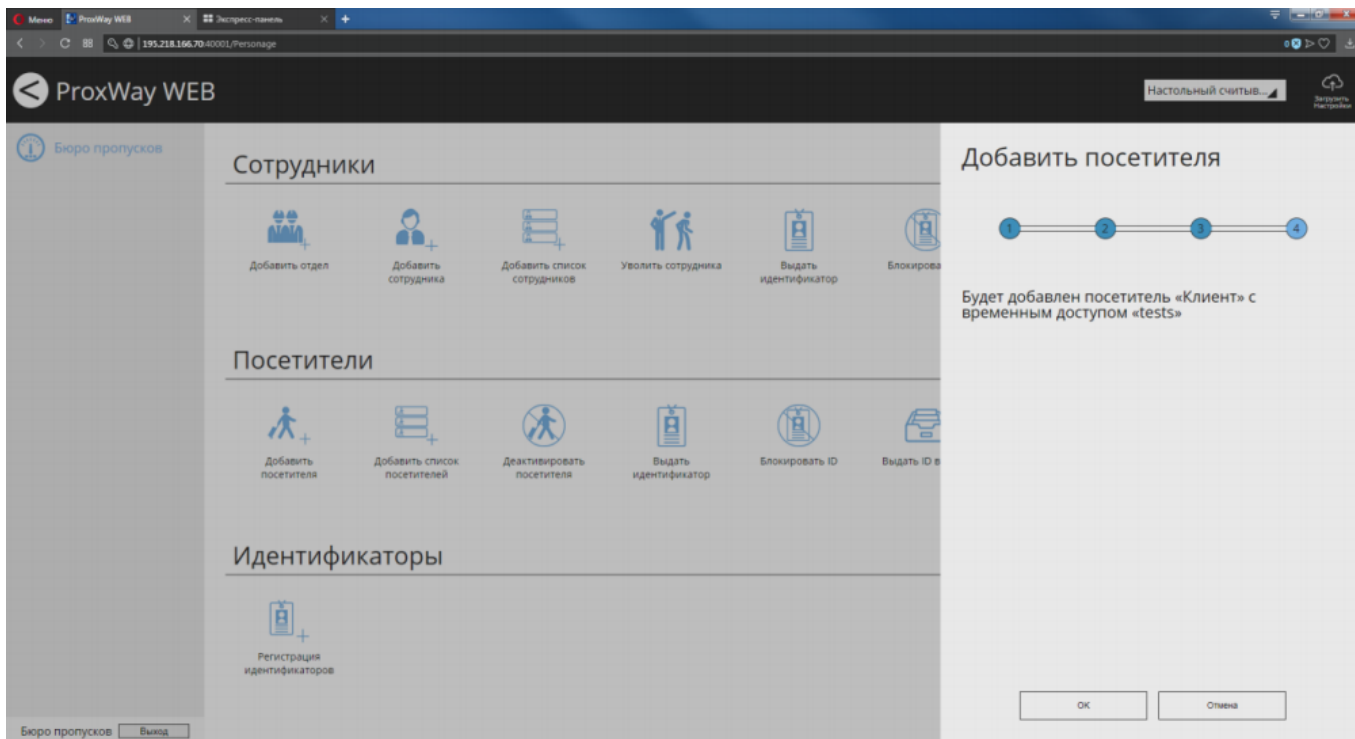 Меню
ProxWay WEB
Экспресс-панель
195.218.166.70:40001/Personage
0
ProxWay WEB
Настольный считыв...
Загрузить
Настройки
Бюро пропусков
Сотрудники
Добавить отдел
Добавить
сотрудника
Добавить список
сотрудников
Уволить сотрудника
Выдать
идентификатор
Блокирова
Посетители
Добавить
посетителя
Добавить список
посетителей
Деактивировать
посетителя
Выдать
идентификатор
Блокировать ID
Выдать ID в
Идентификаторы
Регистрация
идентификаторов
Бюро пропусков
Выход
Добавить посетителя
1 2 3 4
Будет добавлен посетитель «Клиент» с
временным доступом «tests»
OK
Отмена